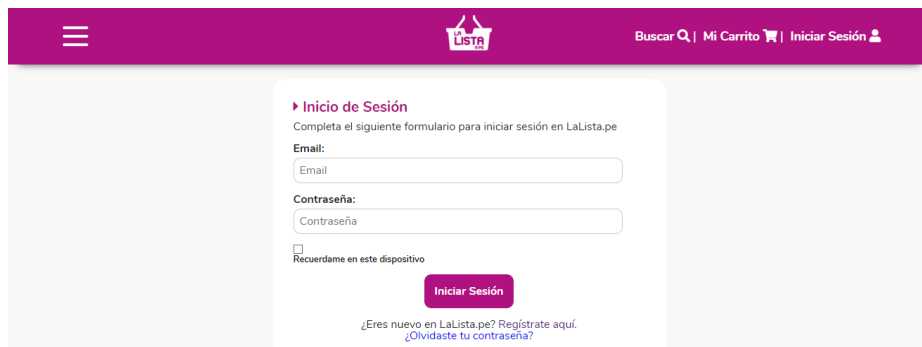 LA
LISTA
Buscar | Mi Carrito | Iniciar Sesión
Inicio de Sesión
Completa el siguiente formulario para iniciar sesión en LaLista.pe
Email:
Email
Contraseña:
Contraseña
Recuerdame en este dispositivo
Iniciar Sesión
¿Eres nuevo en LaLista.pe? Regístrate aquí.
¿Olvidaste tu contraseña?